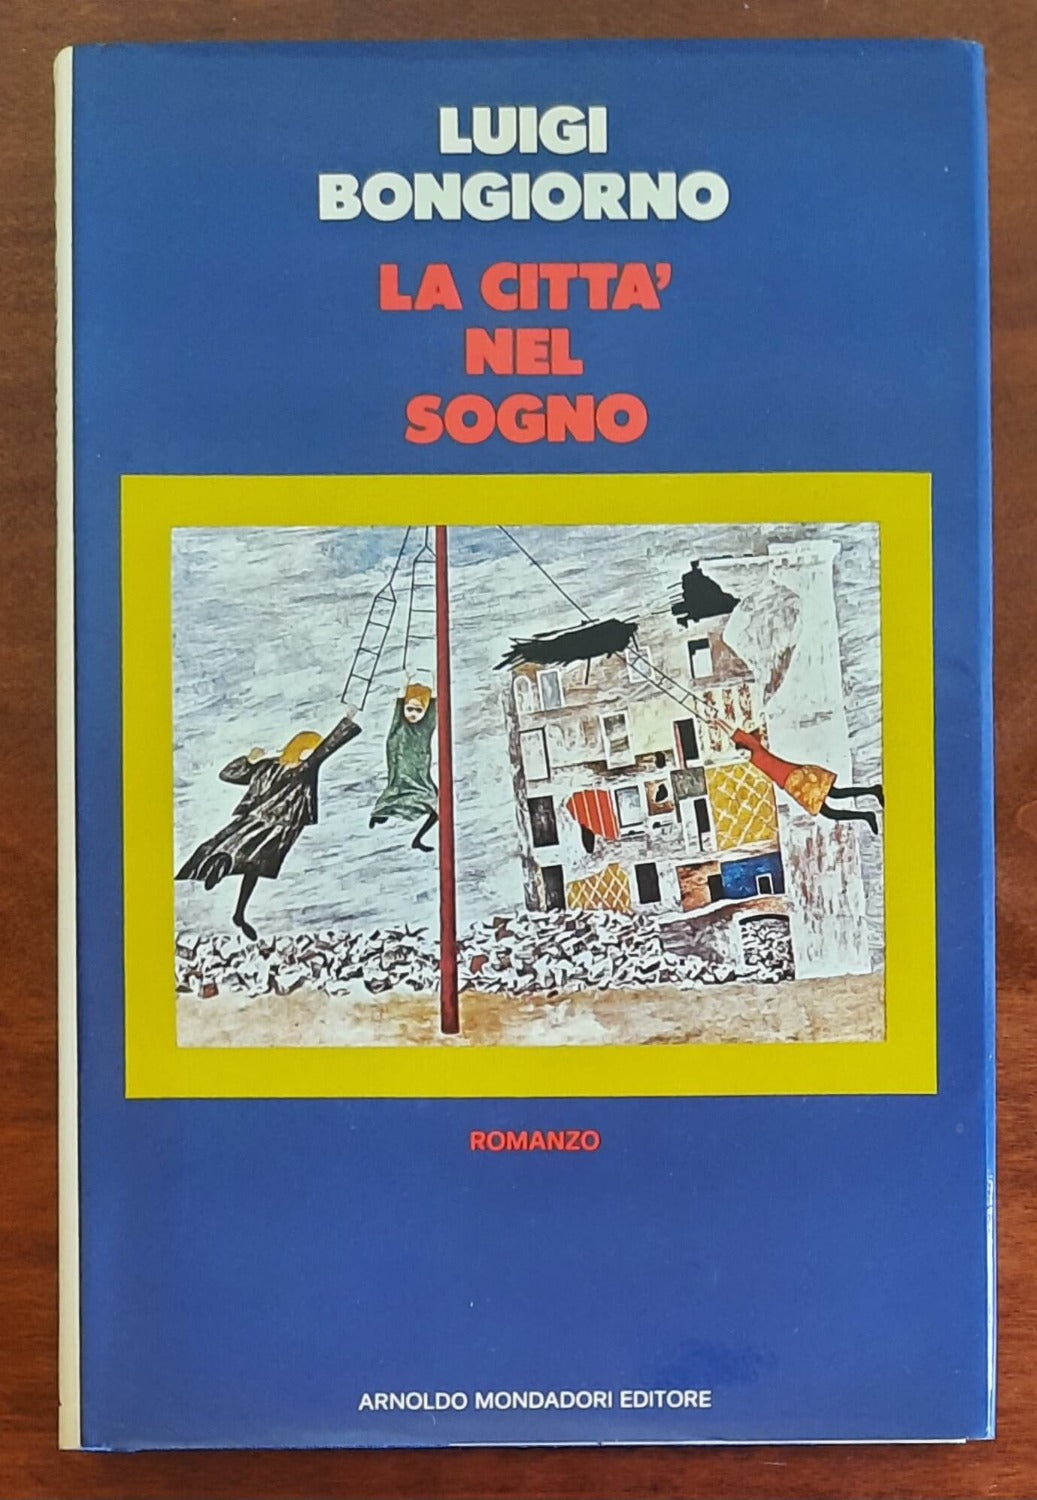 LUIGI
BONGIORNO
LA CITTA'
NEL
SOGNO
ROMANZO
ARNOLDO MONDADORI EDITORE